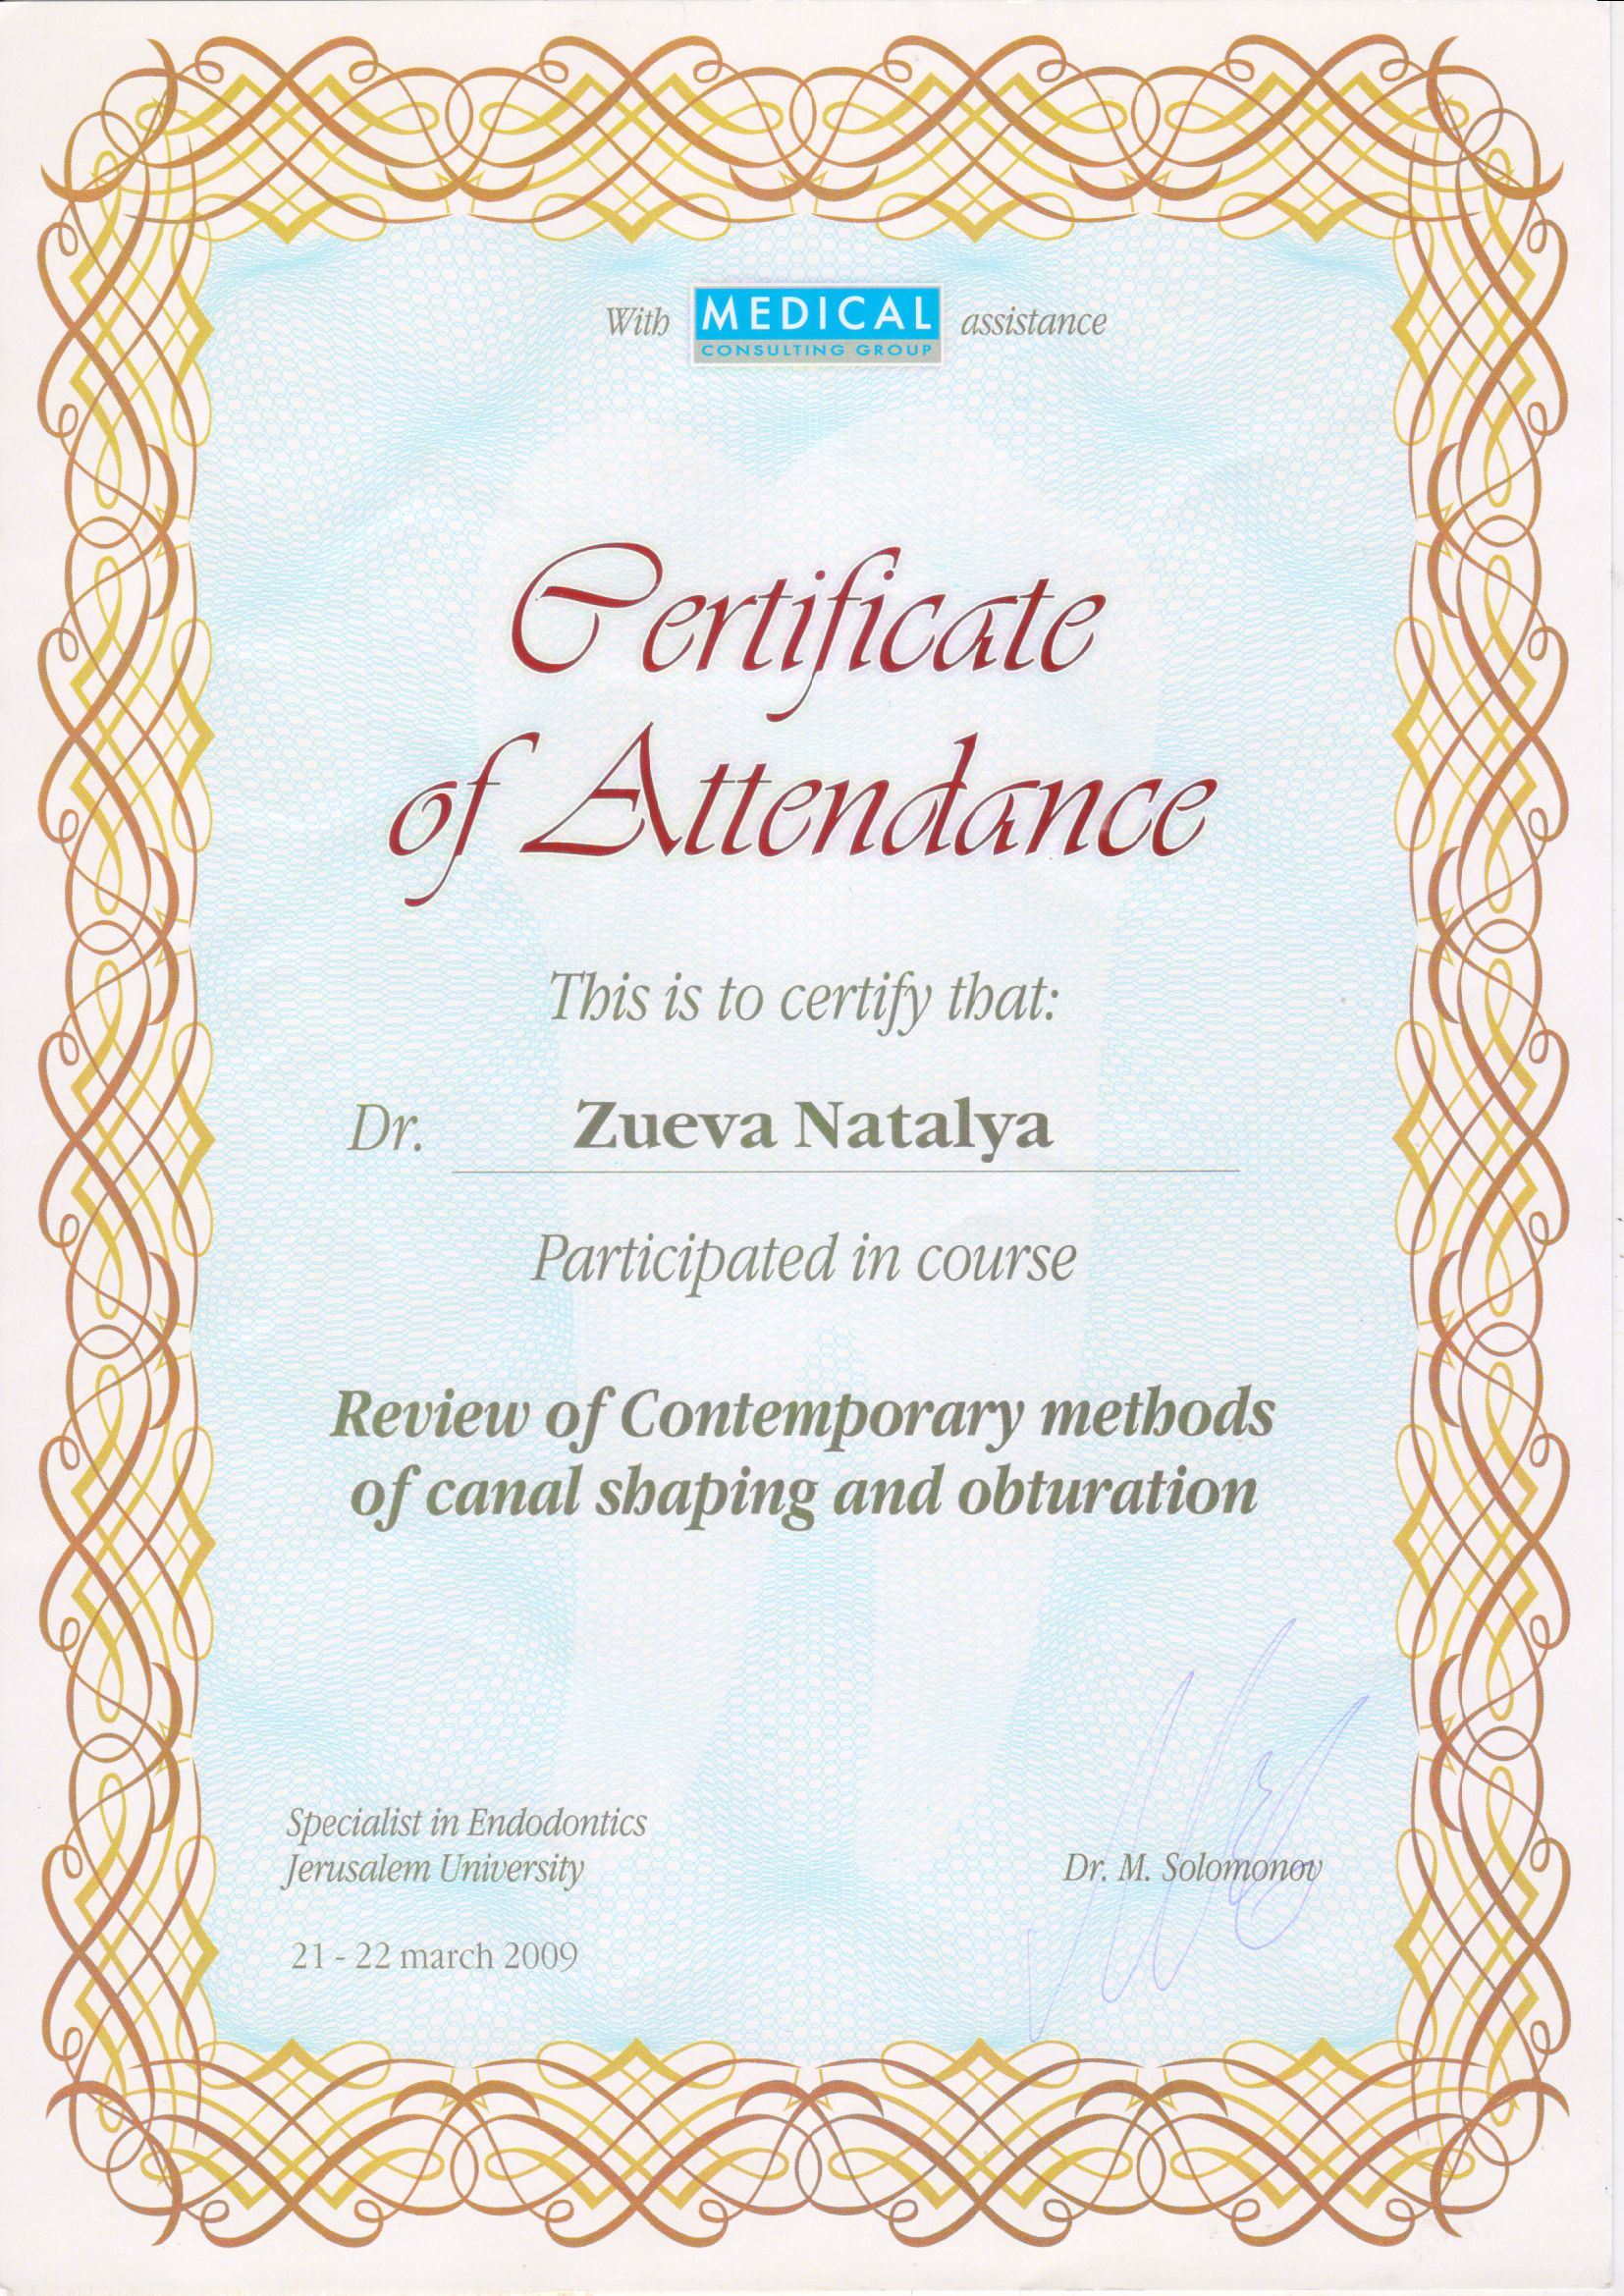 With MEDICAL assistance
CONSULTING GROUP
Certificate
of Attendance
This is to certify that:
Dr. Zueva Natalya
Participated in course
Review of Contemporary methods
of canal shaping and obturation
Specialist in Endodontics
Jerusalem University
Dr. M. Solomonov
21 - 22 march 2009